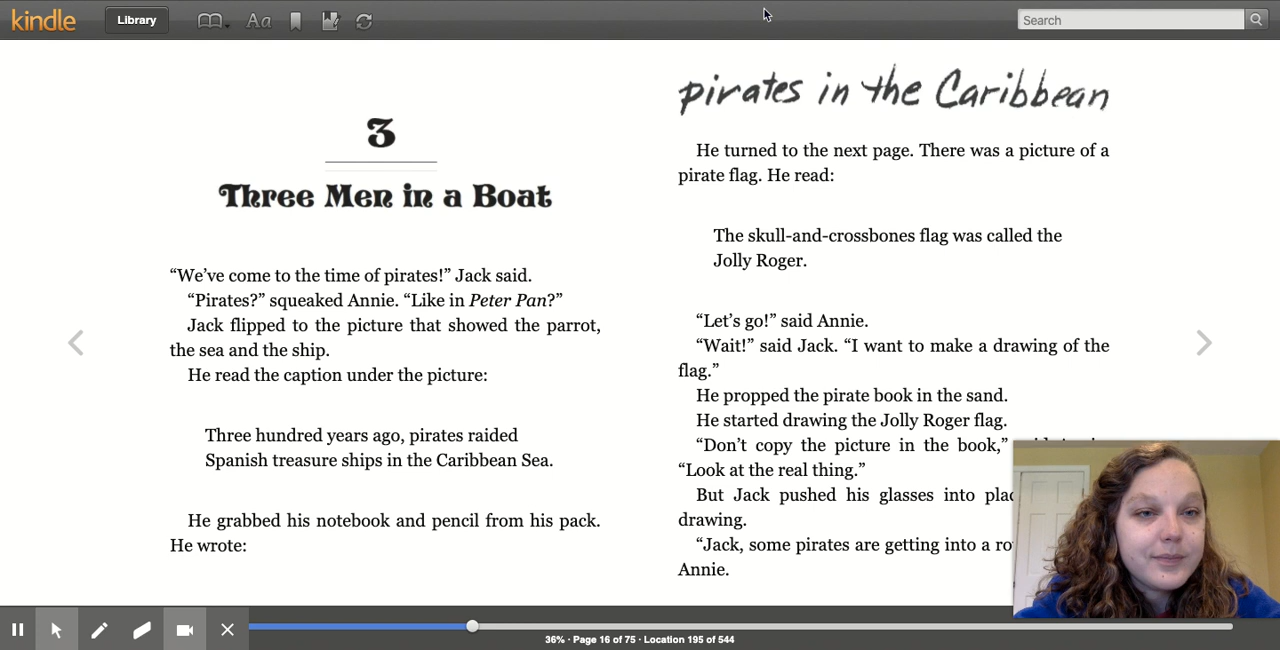 kindle
Library
Aa
Search
3
Three Men in a Boat
“We’ve come to the time of pirates!” Jack said.
“Pirates?” squeaked Annie. “Like in Peter Pan?”
Jack flipped to the picture that showed the parrot,
the sea and the ship.
He read the caption under the picture:
Three hundred years ago, pirates raided
Spanish treasure ships in the Caribbean Sea.
He grabbed his notebook and pencil from his pack.
He wrote:
pirates in the Caribbean
He turned to the next page. There was a picture of a
pirate flag. He read:
The skull-and-crossbones flag was called the
Jolly Roger.
“Let’s go!” said Annie.
“Wait!” said Jack. “I want to make a drawing of the
flag.”
He propped the pirate book in the sand.
He started drawing the Jolly Roger flag.
“Don’t copy the picture in the book,”
“Look at the real thing.”
But Jack pushed his glasses into
drawing.
“Jack, some pirates are getting into a
Annie.
36% · Page 16 of 75 · Location 195 of 544